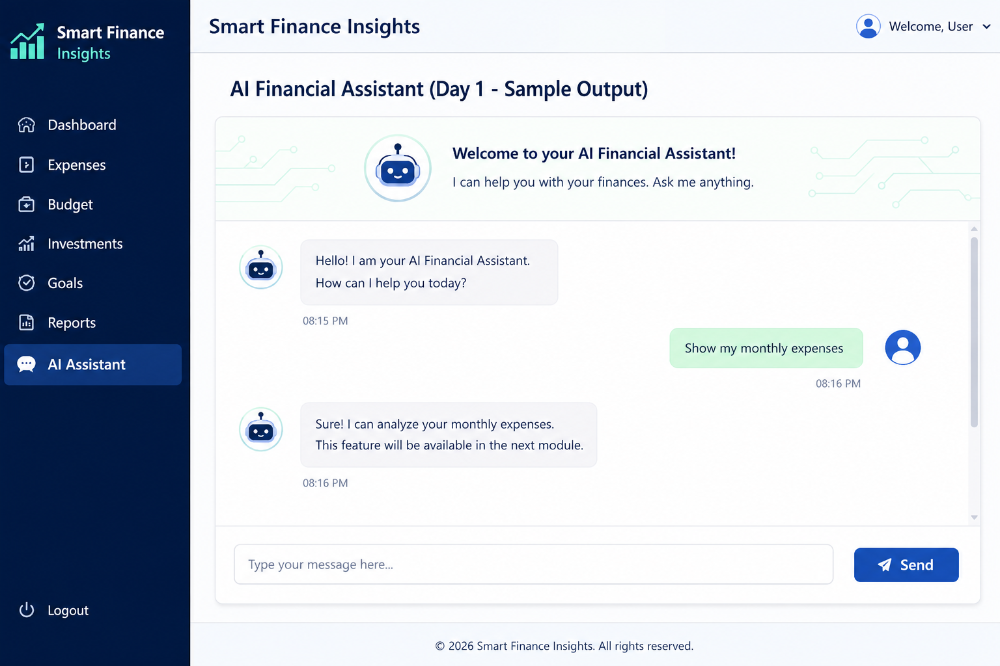 Smart Finance
Insights
Dashboard
Expenses
Budget
Investments
Goals
Reports
AI Assistant
Logout
Smart Finance Insights
Welcome, User
AI Financial Assistant (Day 1 - Sample Output)
Welcome to your AI Financial Assistant!
I can help you with your finances. Ask me anything.
Hello! I am your AI Financial Assistant.
How can I help you today?
08:15 PM
Show my monthly expenses
08:16 PM
Sure! I can analyze your monthly expenses.
This feature will be available in the next module.
08:16 PM
Type your message here...
Send
© 2026 Smart Finance Insights. All rights reserved.